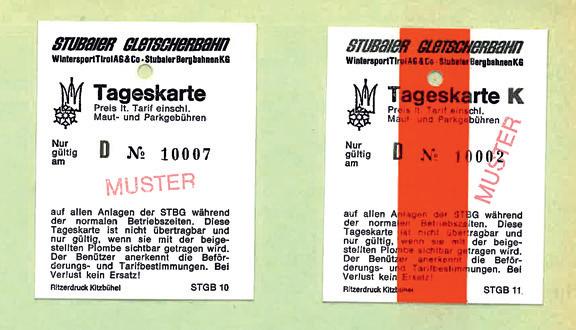 STUBAIER GLETSCHERBAHN
Wintersport Tirol AG & Co - Stubaier Bergbahnen KG
Tageskarte
Preis lt. Tarif einschl.
Maut- und Parkgebühren
Nur
gültig
am
D № 10007
MUSTER
auf allen Anlagen der STBG während
der normalen Betriebszeiten. Diese
Tageskarte ist nicht übertragbar und
nur gültig, wenn sie mit der beige-
stellten Plombe sichtbar getragen wird.
Der Benützer anerkennt die Beför-
derungs- und Tarifbestimmungen. Bei
Verlust kein Ersatz!
Ritzerdruck Kitzbühel STGB 10
STUBAIER GLETSCHERBAHN
Wintersport Tirol AG & Co - Stubaier Bergbahnen KG
Tageskarte K
Preis lt. Tarif einschl.
Maut- und Parkgebühren
Nur
gültig
am
D № 10002
MUSTER
auf allen Anlagen der STBG während
der normalen Betriebszeiten. Diese
Tageskarte ist nicht übertragbar und
nur gültig, wenn sie mit der beige-
stellten Plombe sichtbar getragen wird.
Der Benützer anerkennt die Beför-
derungs- und Tarifbestimmungen. Bei
Verlust kein Ersatz!
Ritzerdruck Kitzbühel STGB 11.